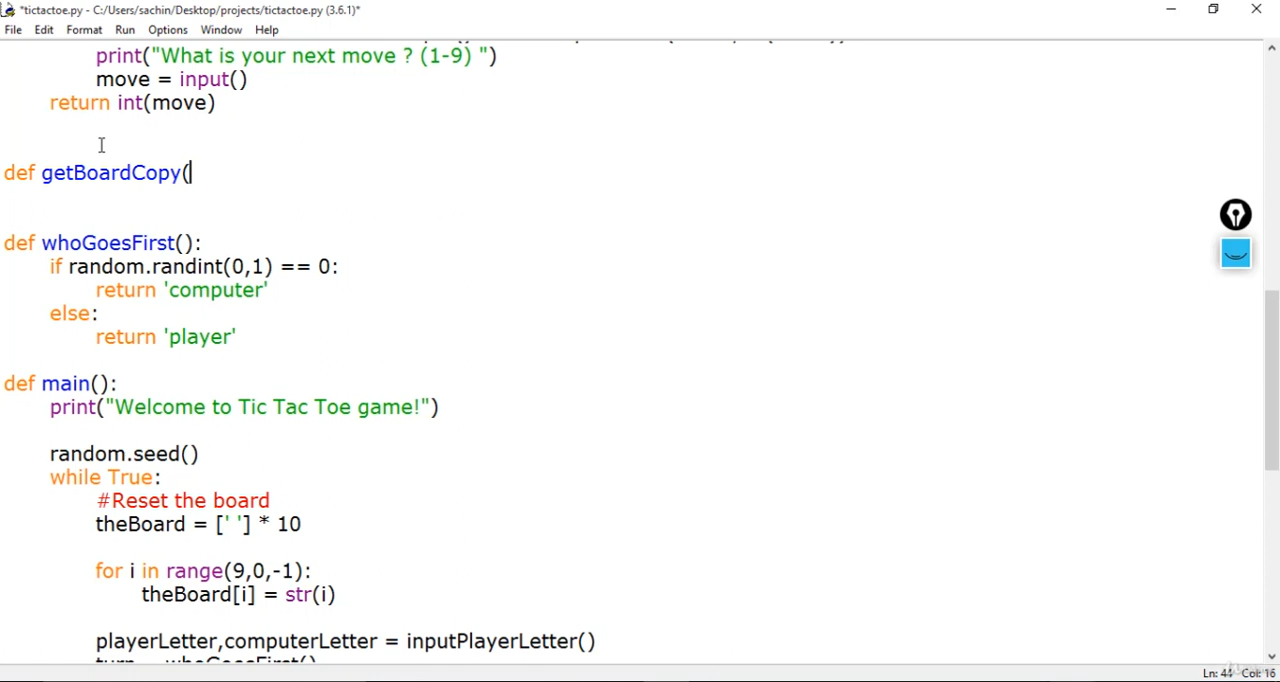 *tictactoe.py - C:/Users/sachin/Desktop/projects/tictactoe.py (3.6.1)*
File Edit Format Run Options Window Help
print("What is your next move ? (1-9) ")
move = input()
return int(move)
def getBoardCopy(
def whoGoesFirst():
if random.randint(0,1) == 0:
return 'computer'
else:
return 'player'
def main():
print("Welcome to Tic Tac Toe game!")
random.seed()
while True:
#Reset the board
theBoard = [' '] * 10
for i in range(9,0,-1):
theBoard[i] = str(i)
playerLetter,computerLetter = inputPlayerLetter()
turn = whoGoesFirst()
Ln: 44 Col: 16